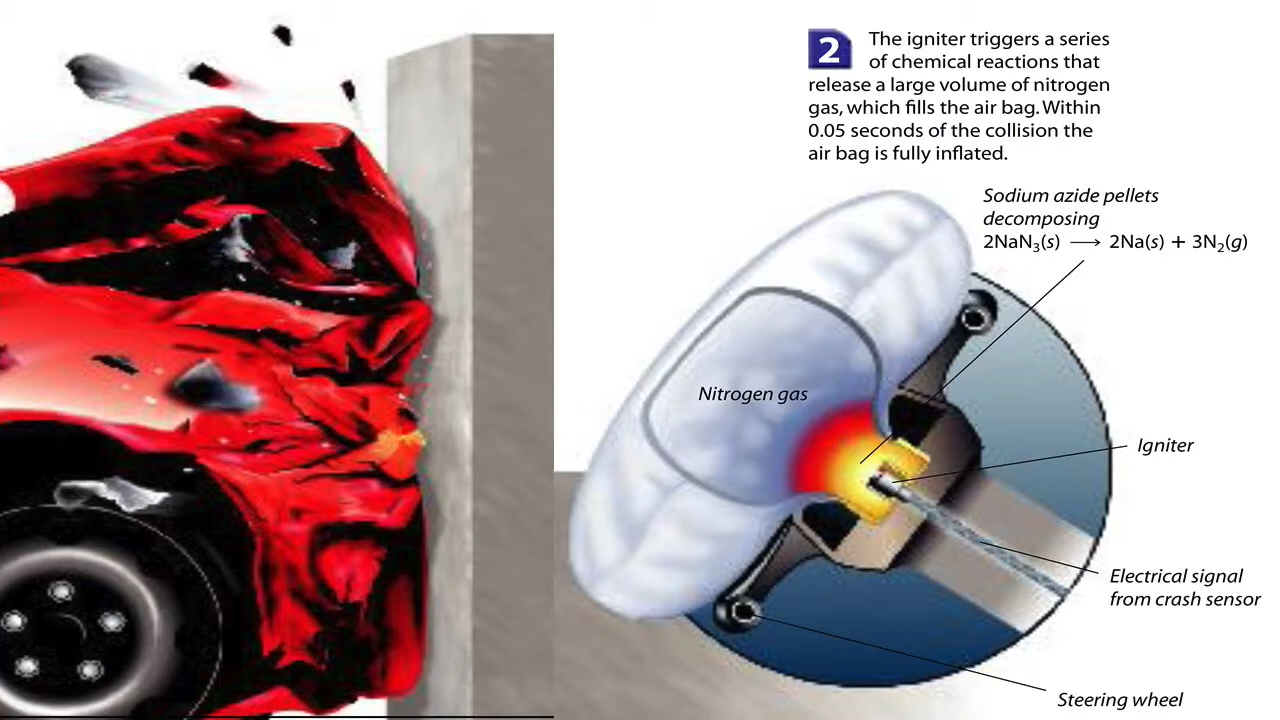 2 The igniter triggers a series
of chemical reactions that
release a large volume of nitrogen
gas, which fills the air bag. Within
0.05 seconds of the collision the
air bag is fully inflated.
Sodium azide pellets
decomposing
2NaN₃(s) ⟶ 2Na(s) + 3N₂(g)
Nitrogen gas
Igniter
Electrical signal
from crash sensor
Steering wheel